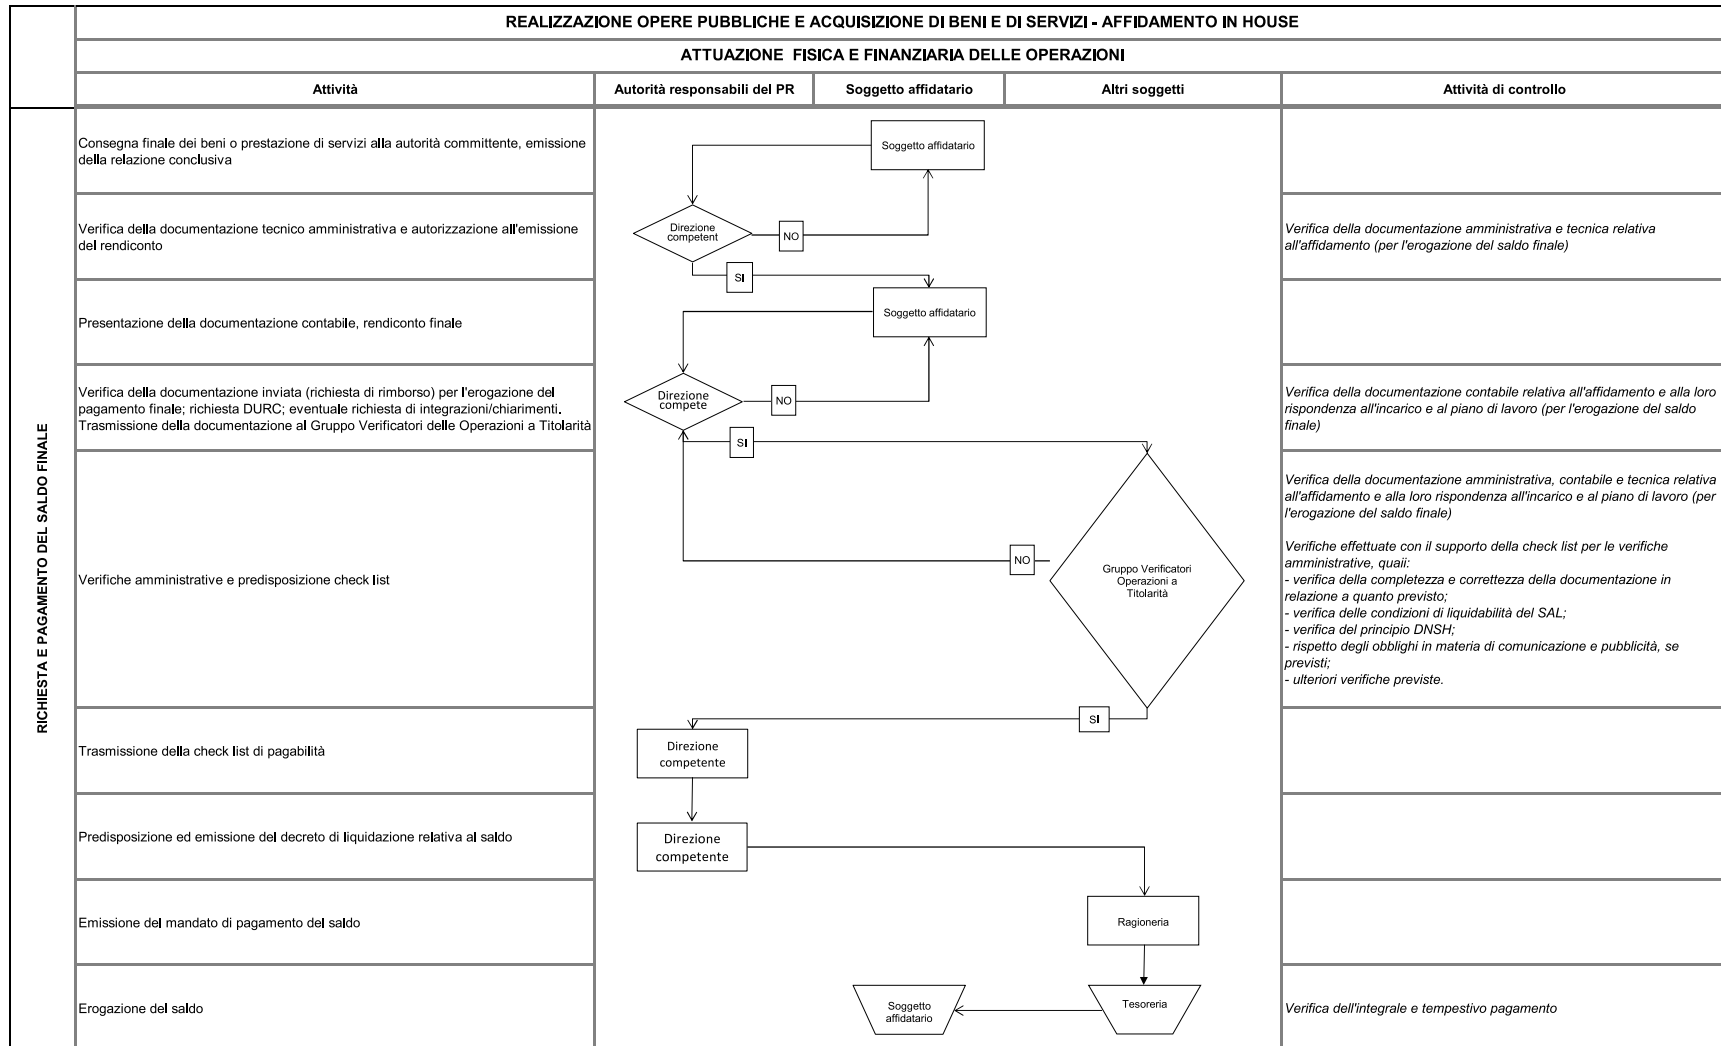 REALIZZAZIONE OPERE PUBBLICHE E ACQUISIZIONE DI BENI E DI SERVIZI - AFFIDAMENTO IN HOUSE
ATTUAZIONE FISICA E FINANZIARIA DELLE OPERAZIONI
Attività
Autorità responsabili del PR
Soggetto affidatario
Altri soggetti
Attività di controllo
RICHIESTA E PAGAMENTO DEL SALDO FINALE
Consegna finale dei beni o prestazione di servizi alla autorità committente, emissione
della relazione conclusiva
Soggetto affidatario
Verifica della documentazione tecnico amministrativa e autorizzazione all'emissione
del rendiconto
Direzione
competent
NO
SI
Verifica della documentazione amministrativa e tecnica relativa
all'affidamento (per l'erogazione del saldo finale)
Presentazione della documentazione contabile, rendiconto finale
Soggetto affidatario
Verifica della documentazione inviata (richiesta di rimborso) per l'erogazione del
pagamento finale; richiesta DURC; eventuale richiesta di integrazioni/chiarimenti.
Trasmissione della documentazione al Gruppo Verificatori delle Operazioni a Titolarità
Direzione
compete
NO
SI
Verifica della documentazione contabile relativa all'affidamento e alla loro
rispondenza all'incarico e al piano di lavoro (per l'erogazione del saldo
finale)
Verifiche amministrative e predisposizione check list
NO
Gruppo Verificatori
Operazioni a
Titolarità
SI
Verifica della documentazione amministrativa, contabile e tecnica relativa
all'affidamento e alla loro rispondenza all'incarico e al piano di lavoro (per
l'erogazione del saldo finale)
Verifiche effettuate con il supporto della check list per le verifiche
amministrative, quaii:
- verifica della completezza e correttezza della documentazione in
relazione a quanto previsto;
- verifica delle condizioni di liquidabilità del SAL;
- verifica del principio DNSH;
- rispetto degli obblighi in materia di comunicazione e pubblicità, se
previsti;
- ulteriori verifiche previste.
Trasmissione della check list di pagabilità
Direzione
competente
Predisposizione ed emissione del decreto di liquidazione relativa al saldo
Direzione
competente
Emissione del mandato di pagamento del saldo
Ragioneria
Erogazione del saldo
Soggetto
affidatario
Tesoreria
Verifica dell'integrale e tempestivo pagamento